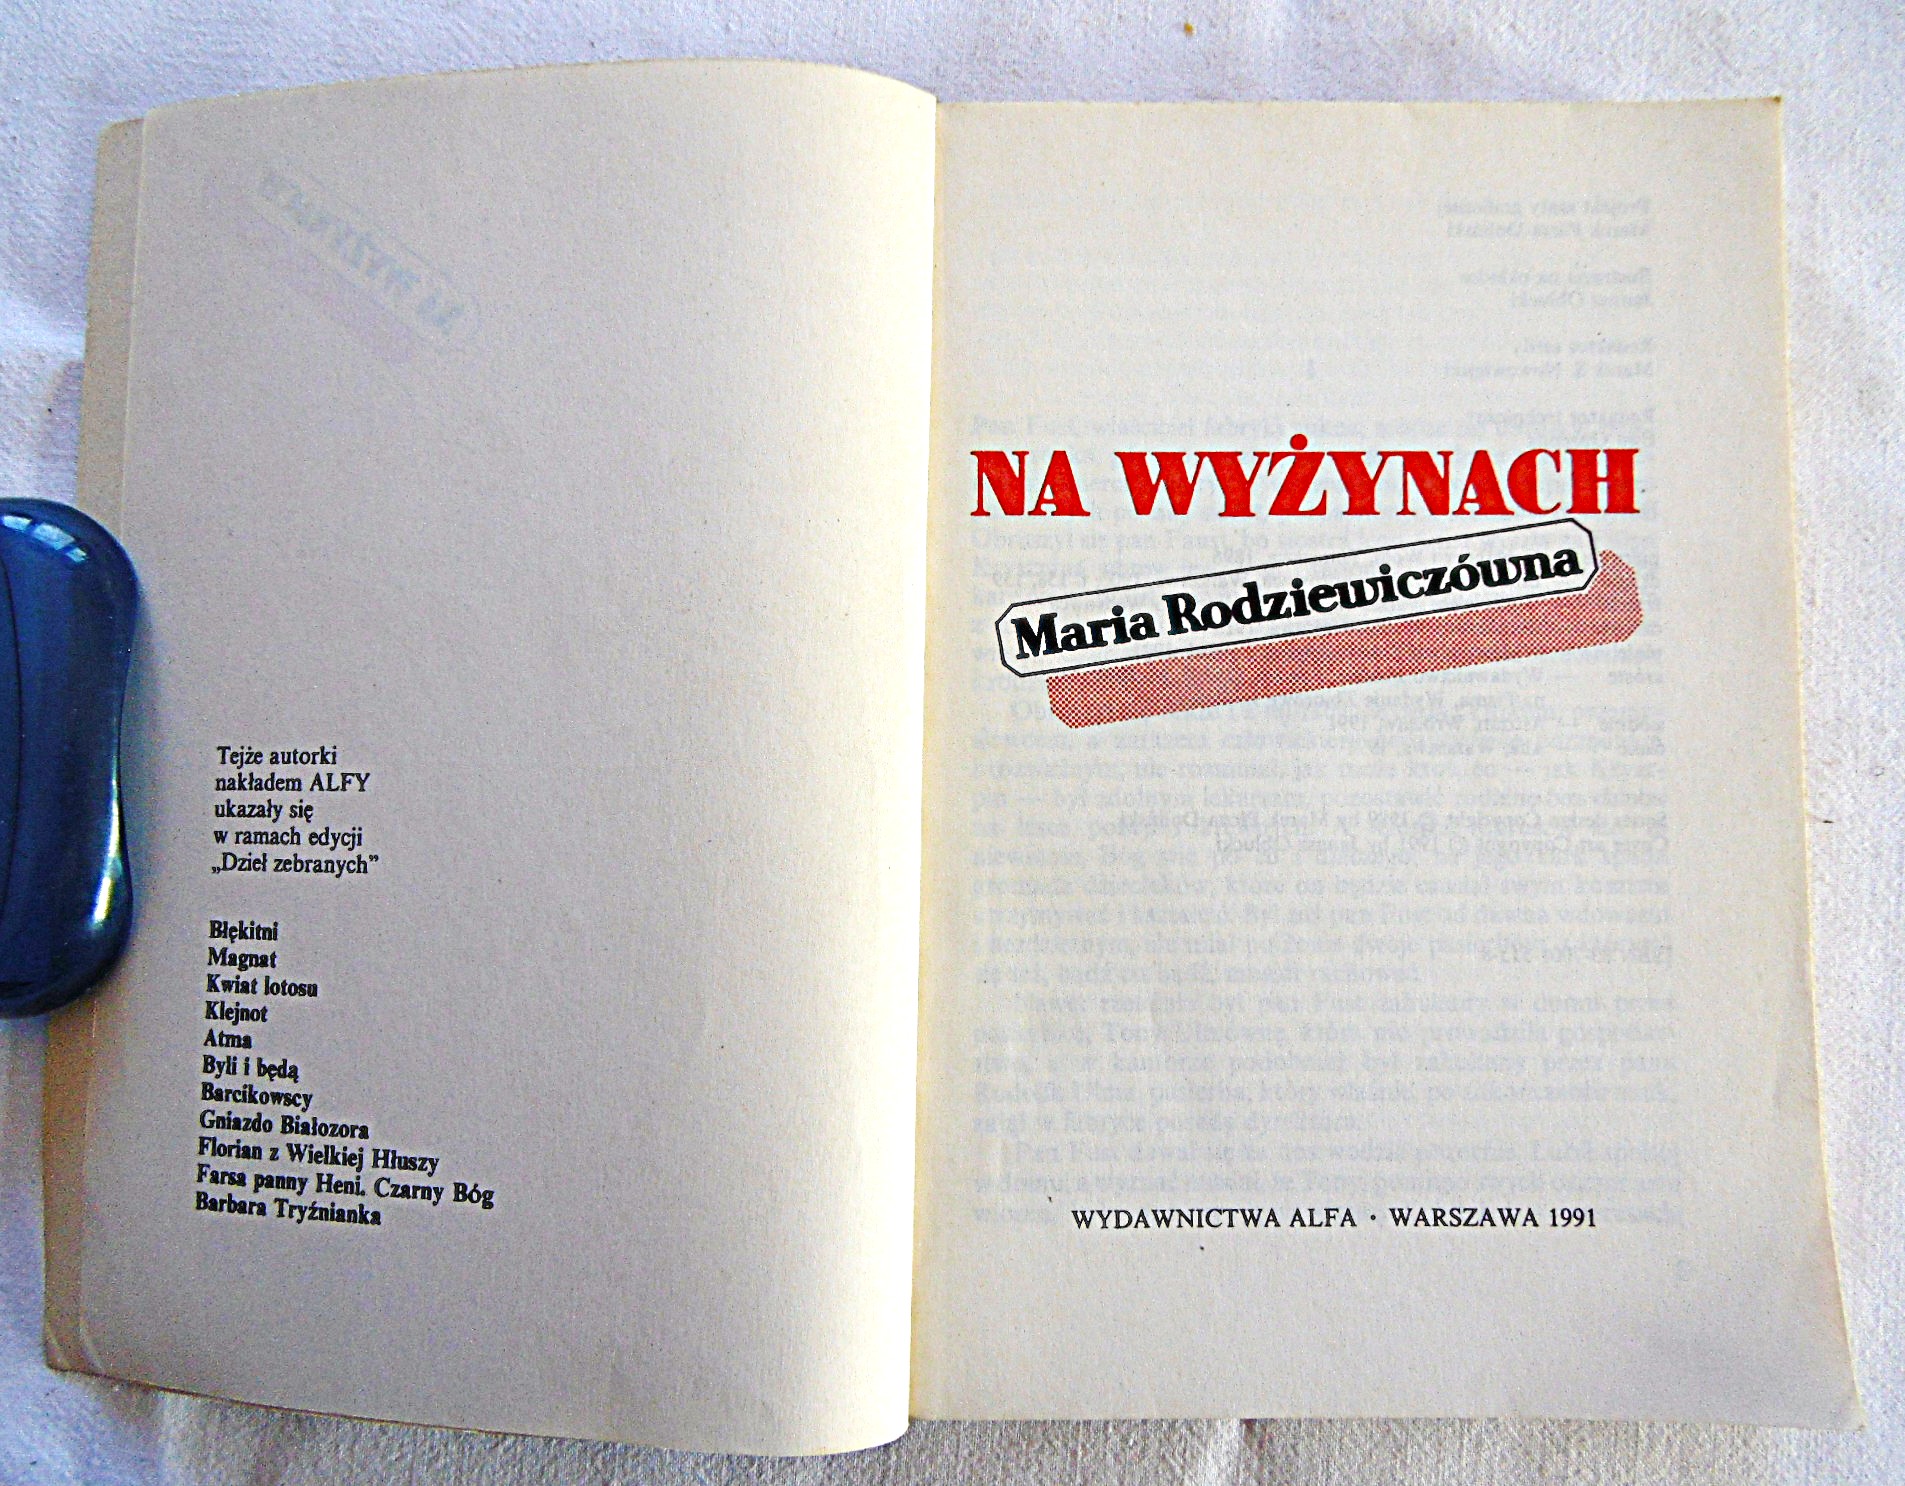 Tejże autorki
nakładem ALFY
ukazały się
w ramach edycji
„Dzieł zebranych”
Błękitni
Magnat
Kwiat lotosu
Klejnot
Atma
Byli i będą
Barcikowscy
Gniazdo Białozora
Florian z Wielkiej Hłuszy
Farsa panny Heni. Czarny Bóg
Barbara Tryźnianka
NA WYŻYNACH
Maria Rodziewiczówna
WYDAWNICTWA ALFA · WARSZAWA 1991